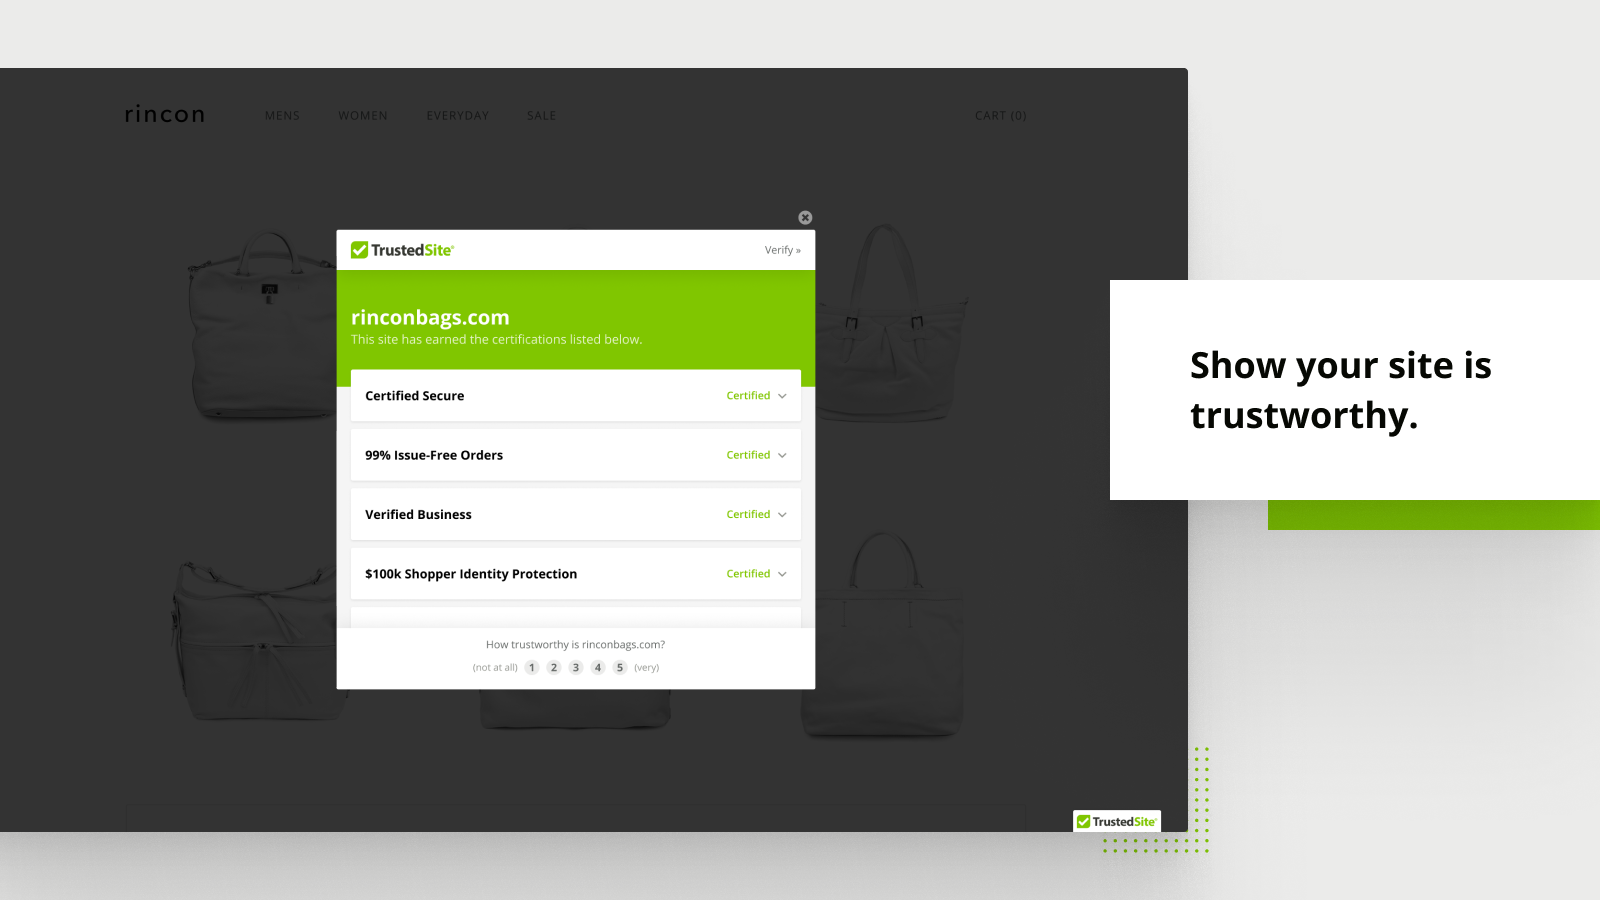 rincon MENS WOMEN EVERYDAY SALE CART (0)
TrustedSite® Verify »
rinconbags.com
This site has earned the certifications listed below.
Certified Secure Certified
99% Issue-Free Orders Certified
Verified Business Certified
$100k Shopper Identity Protection Certified
How trustworthy is rinconbags.com?
(not at all) 1 2 3 4 5 (very)
Show your site is
trustworthy.
TrustedSite®